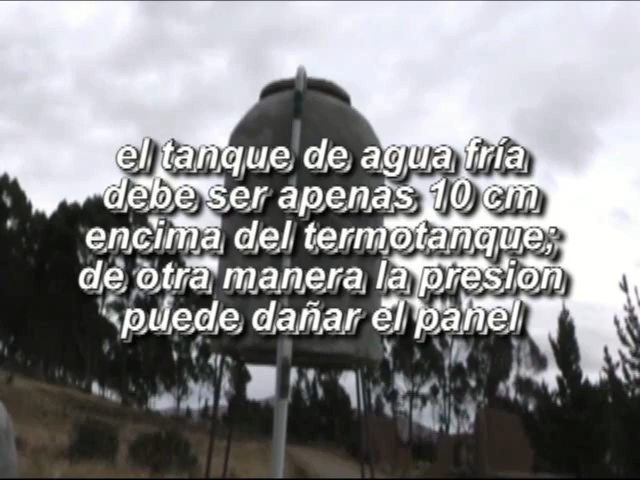 el tanque de agua fría
debe ser apenas 10 cm
encima del termotanque;
de otra manera la presion
puede dañar el panel